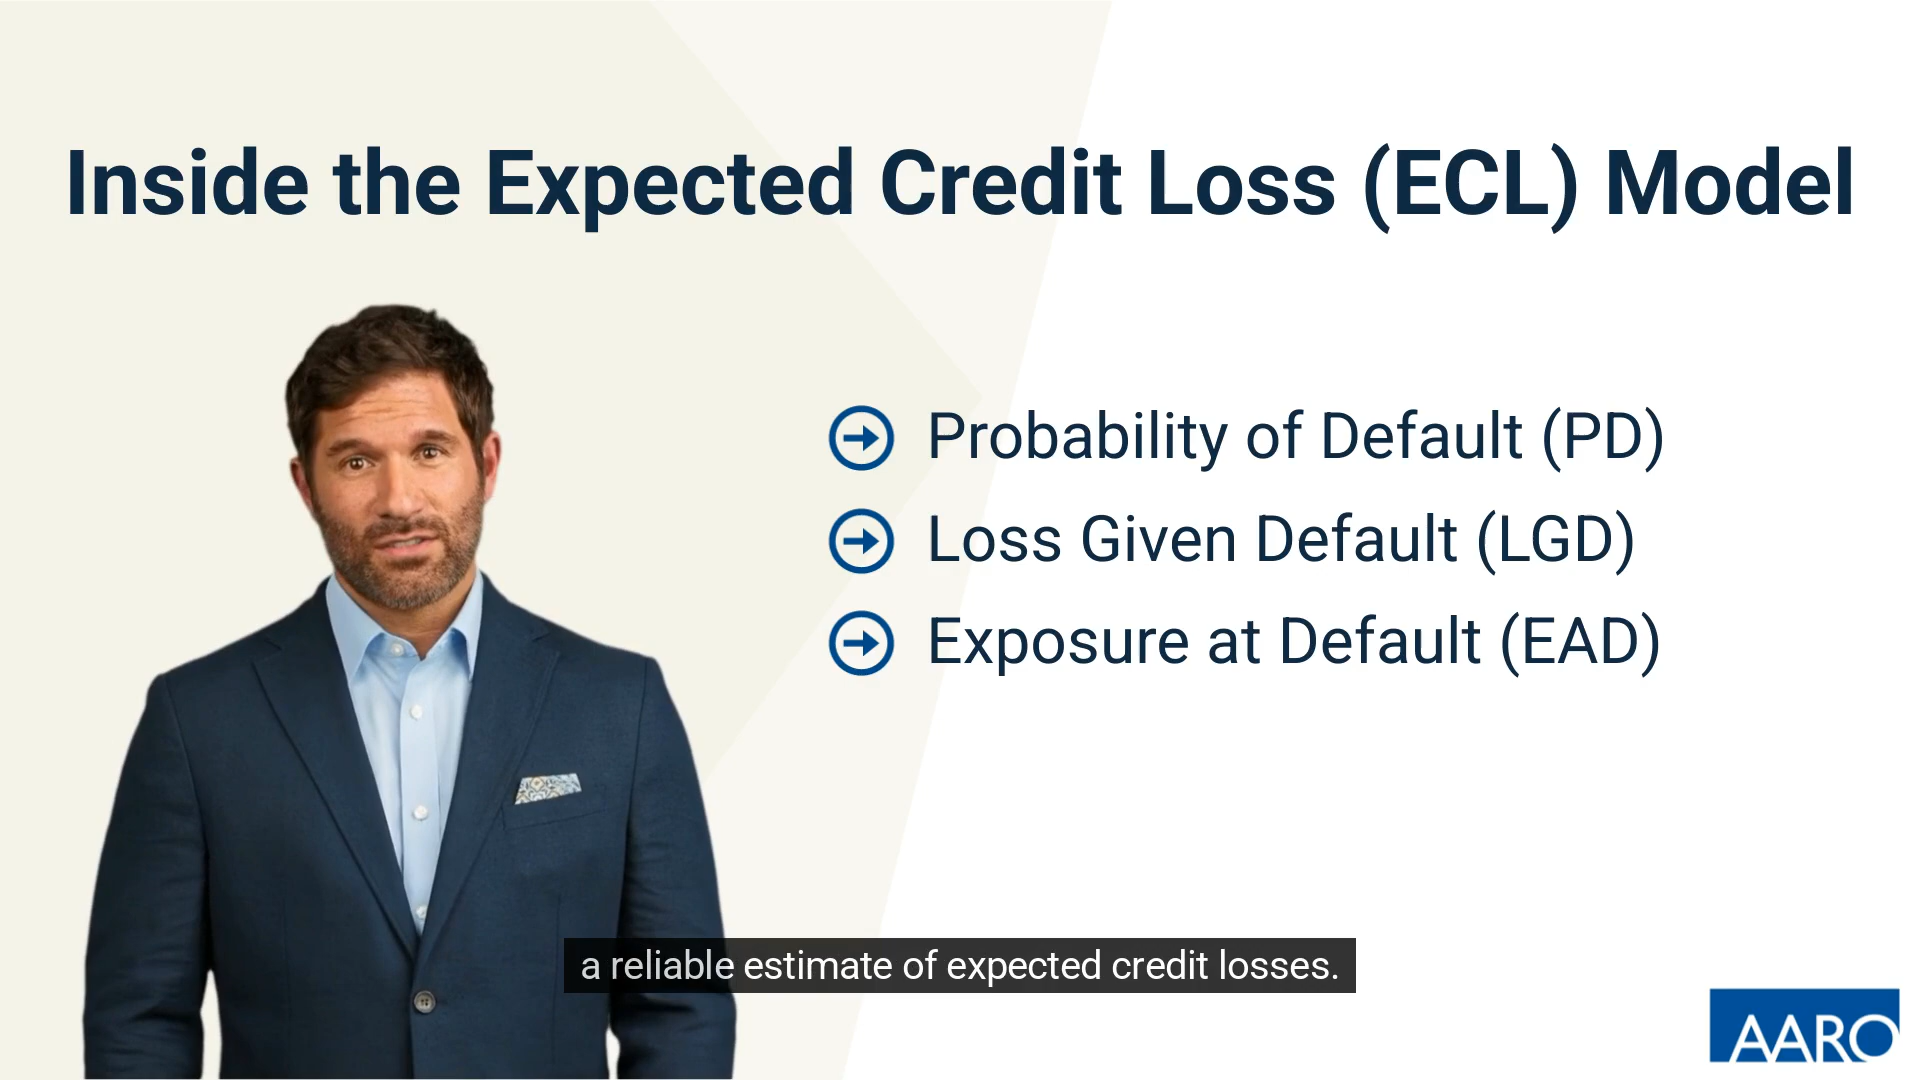 Inside the Expected Credit Loss (ECL) Model
Probability of Default (PD)
Loss Given Default (LGD)
Exposure at Default (EAD)
a reliable estimate of expected credit losses.
AARO